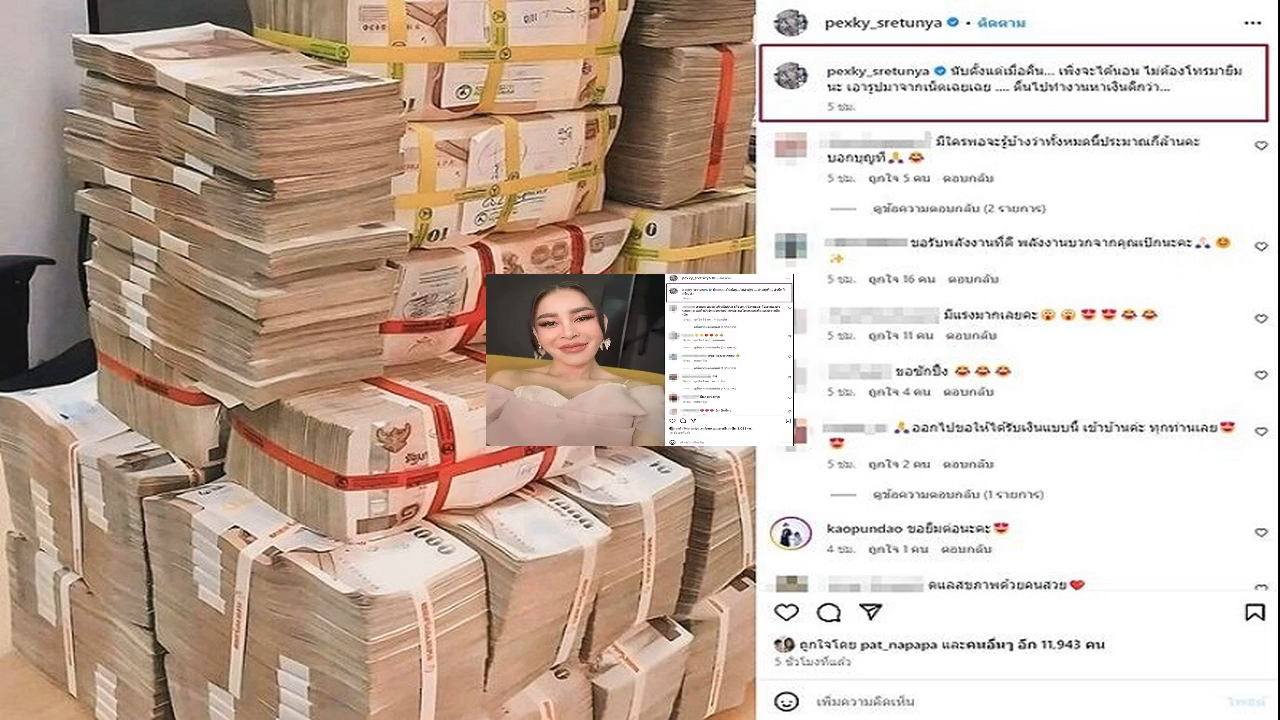 pexky_sretunya • ติดตาม
pexky_sretunya นับตั้งแต่เมื่อคืน... เพิ่งจะได้นอน ไม่ต้องโทรมายืม
นะ เอารูปมาจากเน็ตเฉยเฉย .... ตื่นไปทำงานหาเงินดีกว่า...
5 ชม.
มีใครพอจะรู้บ้างว่าทั้งหมดนี้ประมาณกี่ล้านคะ
บอกบุญที🙏😂
5 ชม. ถูกใจ 5 คน ตอบกลับ
ดูข้อความตอบกลับ (2 รายการ)
ขอรับพลังงานที่ดี พลังงานบวกจากคุณเป๊กนะคะ🙏🏻😊
✨
5 ชม. ถูกใจ 16 คน ตอบกลับ
มีแรงมากเลยคะ😱😱😍😍😂😂
5 ชม. ถูกใจ 11 คน ตอบกลับ
ขอซักปึ้ง 😂😂😂
5 ชม. ถูกใจ 4 คน ตอบกลับ
🙏ออกไปขอให้ได้รับเงินแบบนี้ เข้าบ้านค่ะ ทุกท่านเลย😍
😍
5 ชม. ถูกใจ 2 คน ตอบกลับ
ดูข้อความตอบกลับ (1 รายการ)
kaopundao ขอยืมค่อนะคะ😍
4 ชม. ถูกใจ 1 คน ตอบกลับ
ดูแลสุขภาพด้วยคนสวย❤️
ถูกใจโดย pat_napapa และคนอื่นๆ อีก 11,943 คน
5 ชั่วโมงที่แล้ว
เพิ่มความคิดเห็น
โพสต์
1000
1000